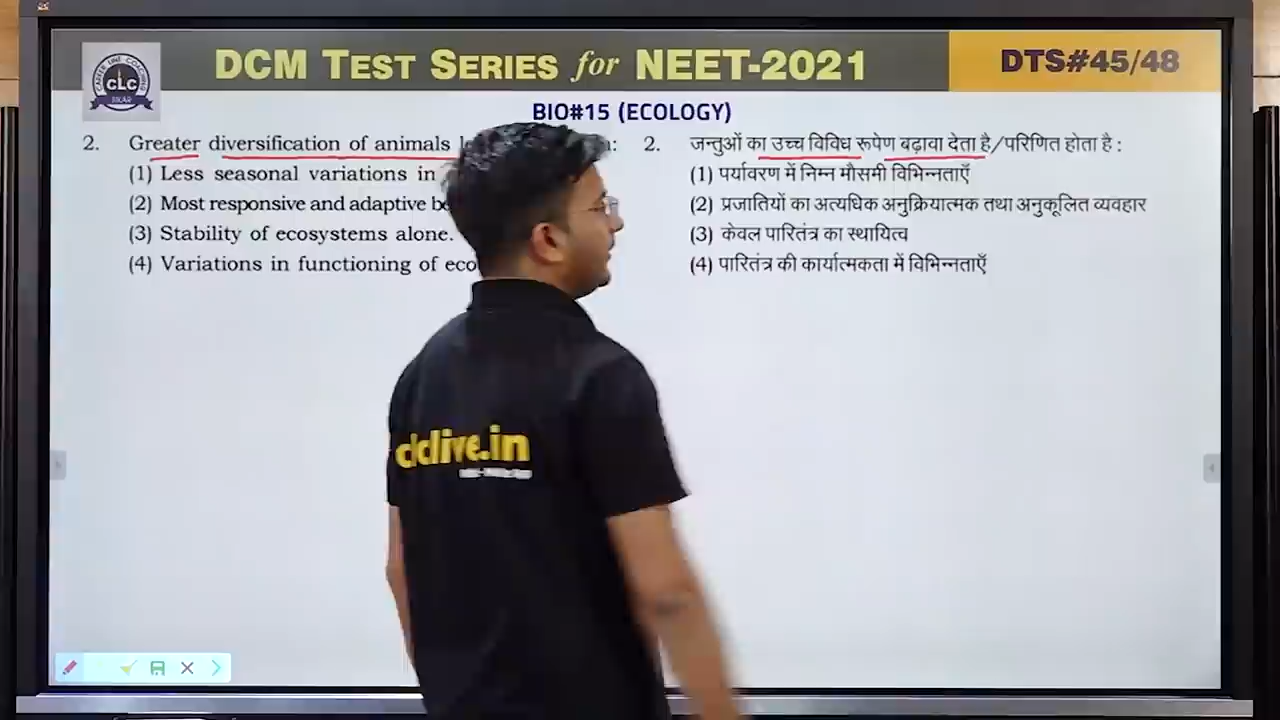 DCM TEST SERIES for NEET-2021
DTS#45/48
CLC
SIKAR
BIO#15 (ECOLOGY)
2. Greater diversification of animals
(1) Less seasonal variations in
(2) Most responsive and adaptive
(3) Stability of ecosystems alone.
(4) Variations in functioning of
2. जन्तुओं का उच्च विविध रूपेण बढ़ावा देता है/परिणित होता है :
(1) पर्यावरण में निम्न मौसमी विभिन्नताएँ
(2) प्रजातियों का अत्यधिक अनुक्रियात्मक तथा अनुकूलित व्यवहार
(3) केवल पारितंत्र का स्थायित्व
(4) पारितंत्र की कार्यात्मकता में विभिन्नताएँ
clclive.in